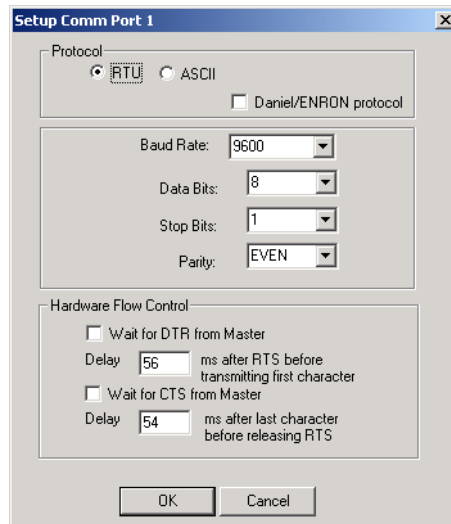 Setup Comm Port 1
Protocol
RTU ASCII
Daniel/ENRON protocol
Baud Rate: 9600
Data Bits: 8
Stop Bits: 1
Parity: EVEN
Hardware Flow Control
Wait for DTR from Master
Delay 56 ms after RTS before
transmitting first character
Wait for CTS from Master
Delay 54 ms after last character
before releasing RTS
OK Cancel